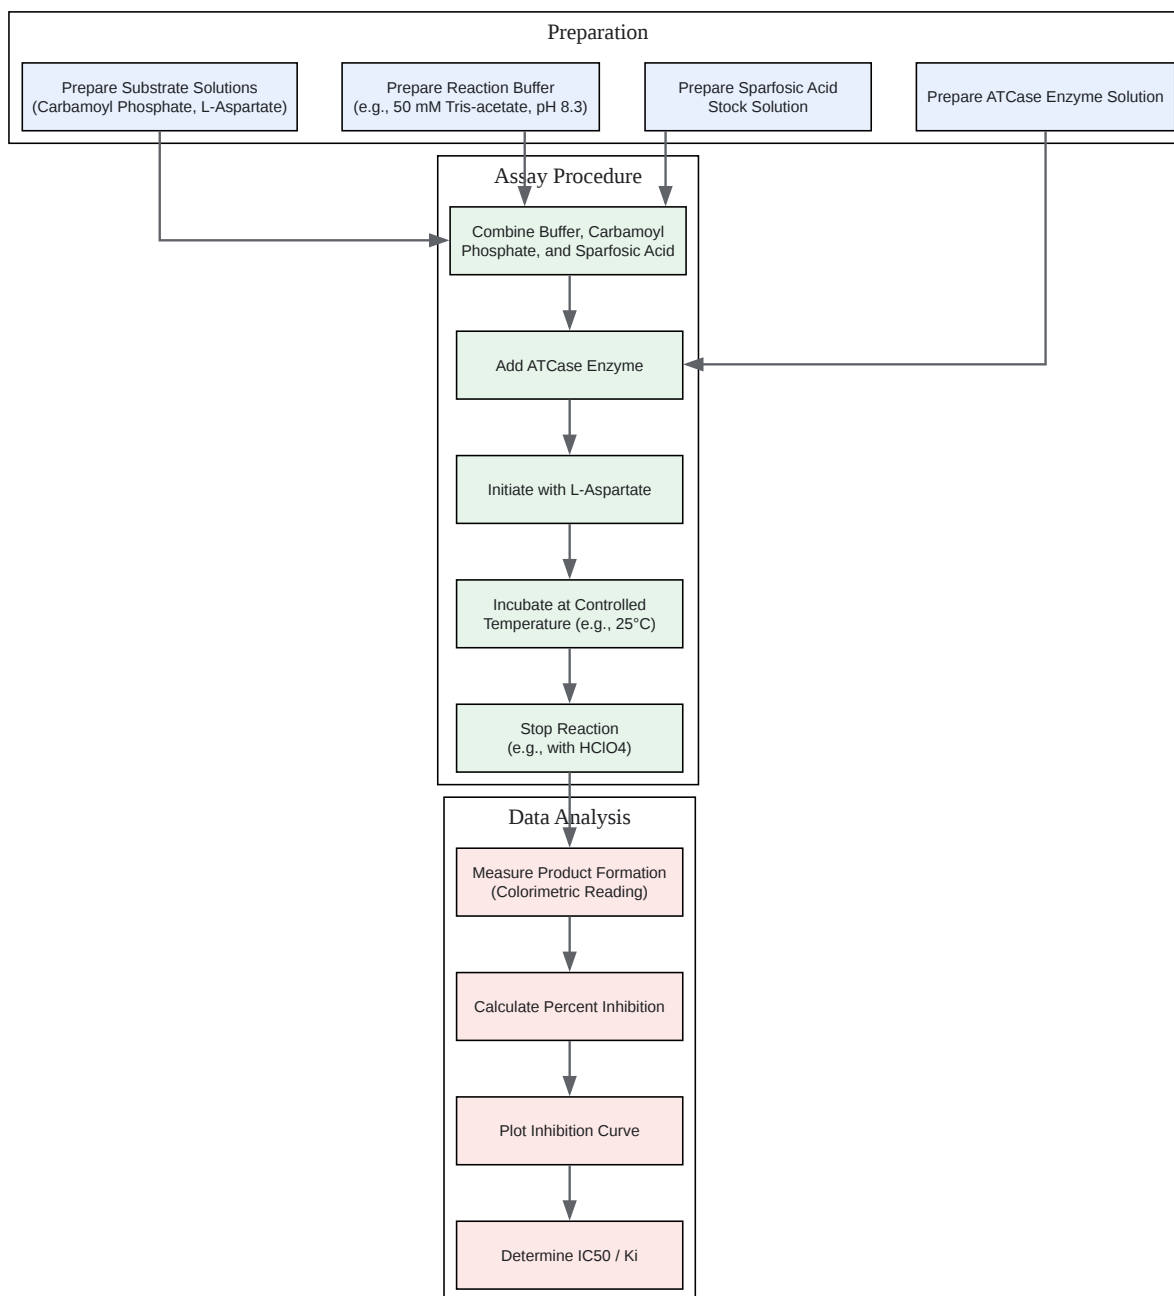 Preparation
Prepare Substrate Solutions
(Carbamoyl Phosphate, L-Aspartate)
Prepare Reaction Buffer
(e.g., 50 mM Tris-acetate, pH 8.3)
Prepare Sparfosic Acid
Stock Solution
Prepare ATCase Enzyme Solution
Assay Procedure
Combine Buffer, Carbamoyl
Phosphate, and Sparfosic Acid
Add ATCase Enzyme
Initiate with L-Aspartate
Incubate at Controlled
Temperature (e.g., 25°C)
Stop Reaction
(e.g., with HClO4)
Data Analysis
Measure Product Formation
(Colorimetric Reading)
Calculate Percent Inhibition
Plot Inhibition Curve
Determine IC50 / Ki